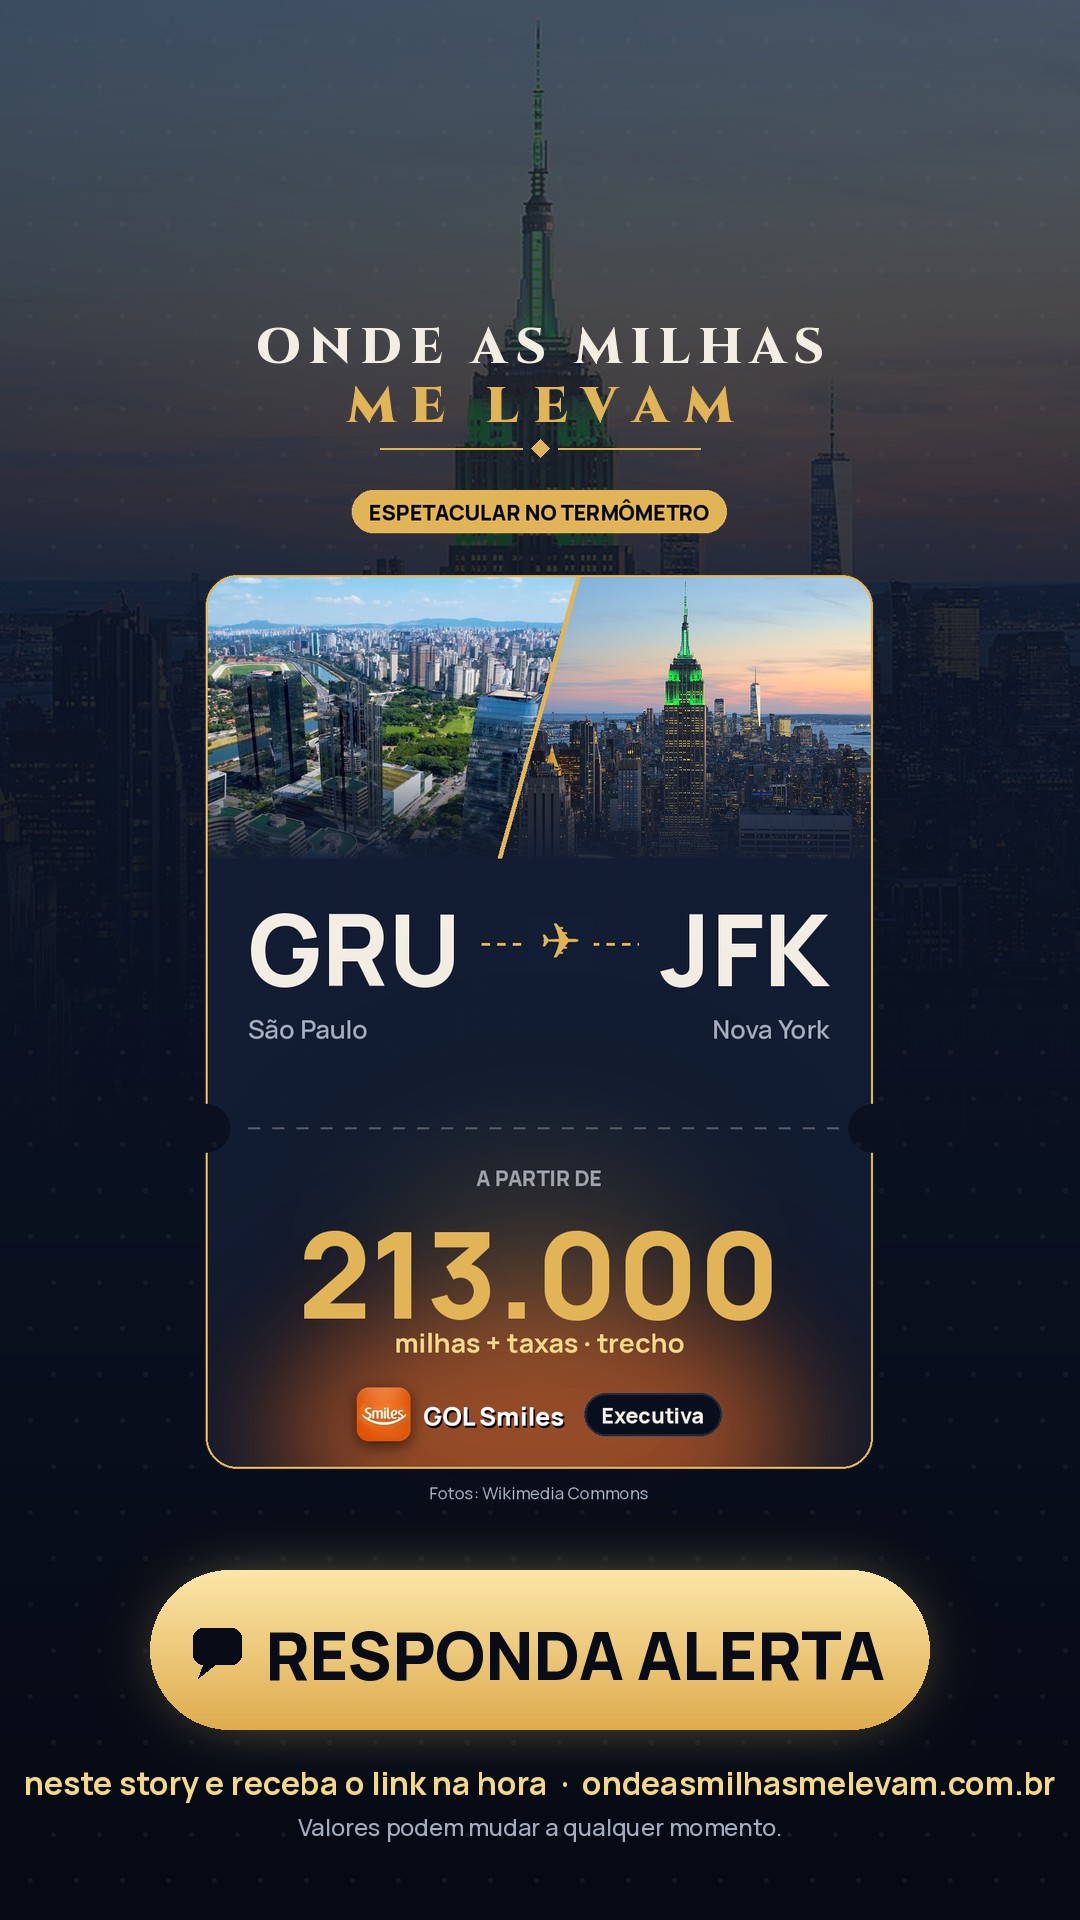 ONDE AS MILHAS
ME LEVAM
ESPETACULAR NO TERMÔMETRO
GRU
JFK
São Paulo
Nova York
A PARTIR DE
213.000
milhas + taxas · trecho
Smiles
GOL Smiles
Executiva
Fotos: Wikimedia Commons
RESPONDA ALERTA
neste story e receba o link na hora · ondeasmilhasmelevam.com.br
Valores podem mudar a qualquer momento.